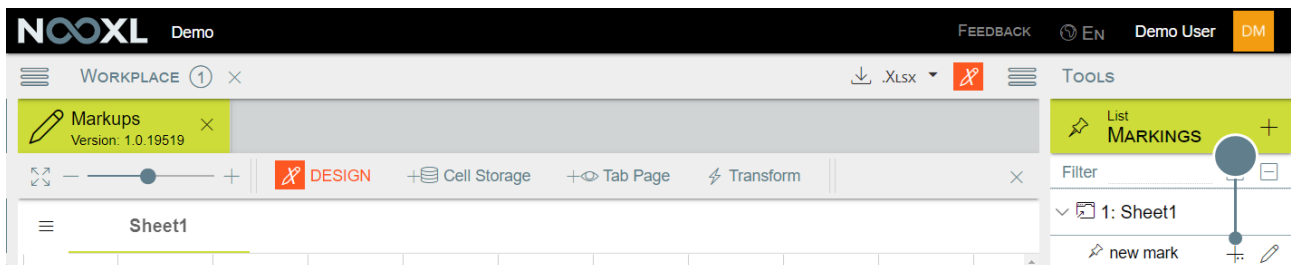 NOOXL Demo FEEDBACK EN Demo User DM
WORKPLACE 1 .XLSX TOOLS
Markups
Version: 1.0.19519
List
MARKINGS
DESIGN Cell Storage Tab Page Transform
Filter
Sheet1
1: Sheet1
new mark